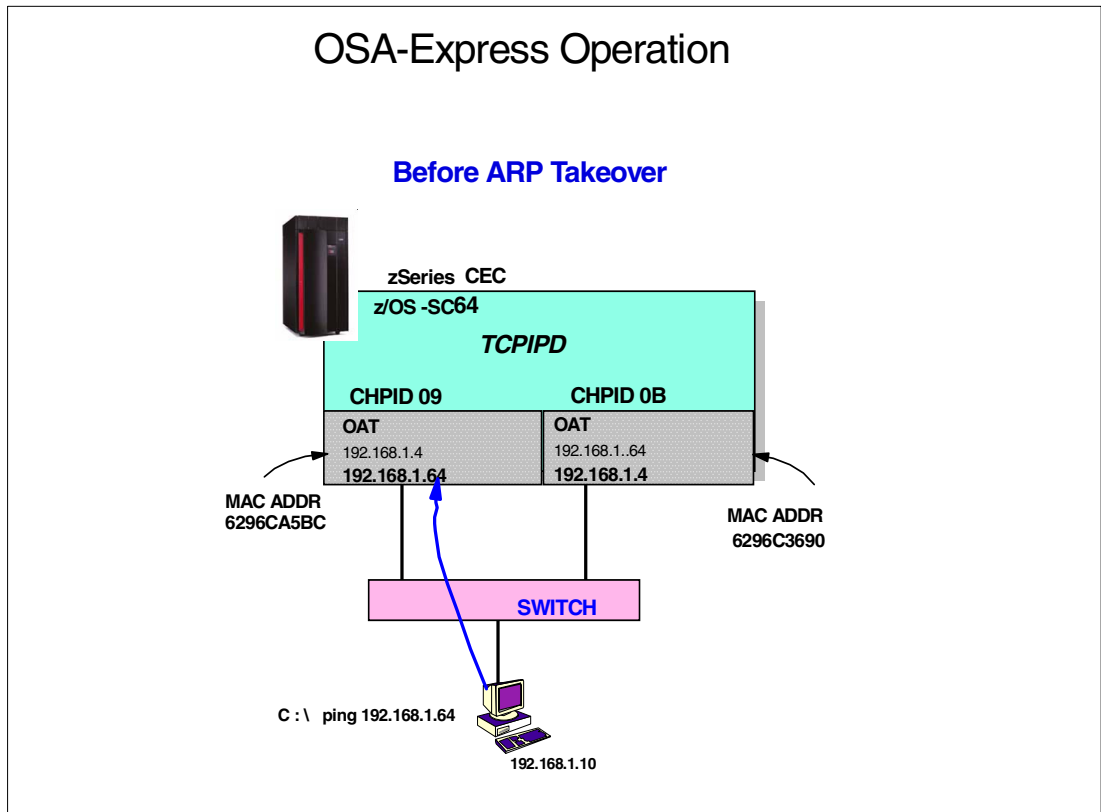 OSA-Express Operation
Before ARP Takeover
zSeries CEC
z/OS -SC64
TCPIPD
CHPID 09
CHPID 0B
OAT
192.168.1.4
192.168.1.64
OAT
192.168.1..64
192.168.1.4
MAC ADDR
6296CA5BC
MAC ADDR
6296C3690
SWITCH
C : \ ping 192.168.1.64
192.168.1.10